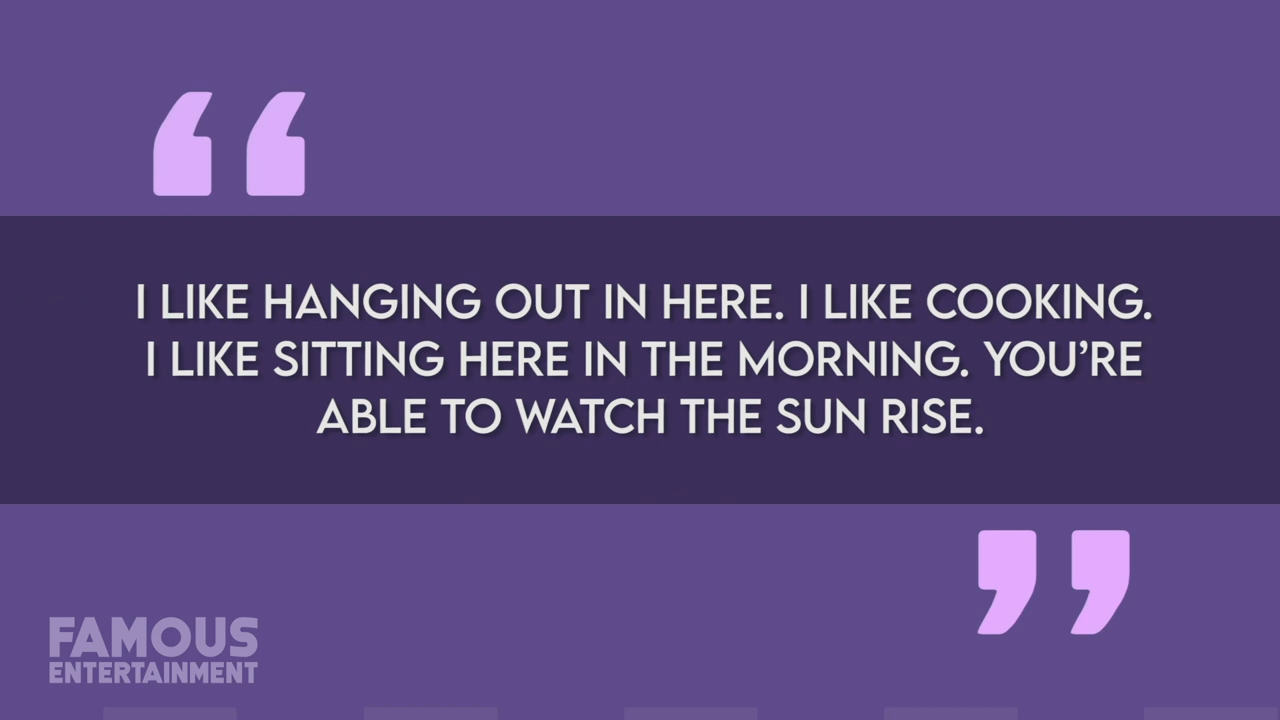 “
I LIKE HANGING OUT IN HERE. I LIKE COOKING.
I LIKE SITTING HERE IN THE MORNING. YOU’RE
ABLE TO WATCH THE SUN RISE.
”
FAMOUS
ENTERTAINMENT